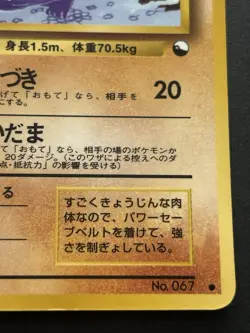 身長1.5m、体重70.5kg
づき
20
げて「おもて」なら、相手を
にする。
だま
て「おもて」なら、相手の場のポケモンか
20ダメージ。(このワザによる控えへのダ
点・抵抗力」の影響を受ける)
る
すごくきょうじんな肉
体なので、パワーセー
ブベルトを着けて、強
さを制ぎょしている。
No. 067